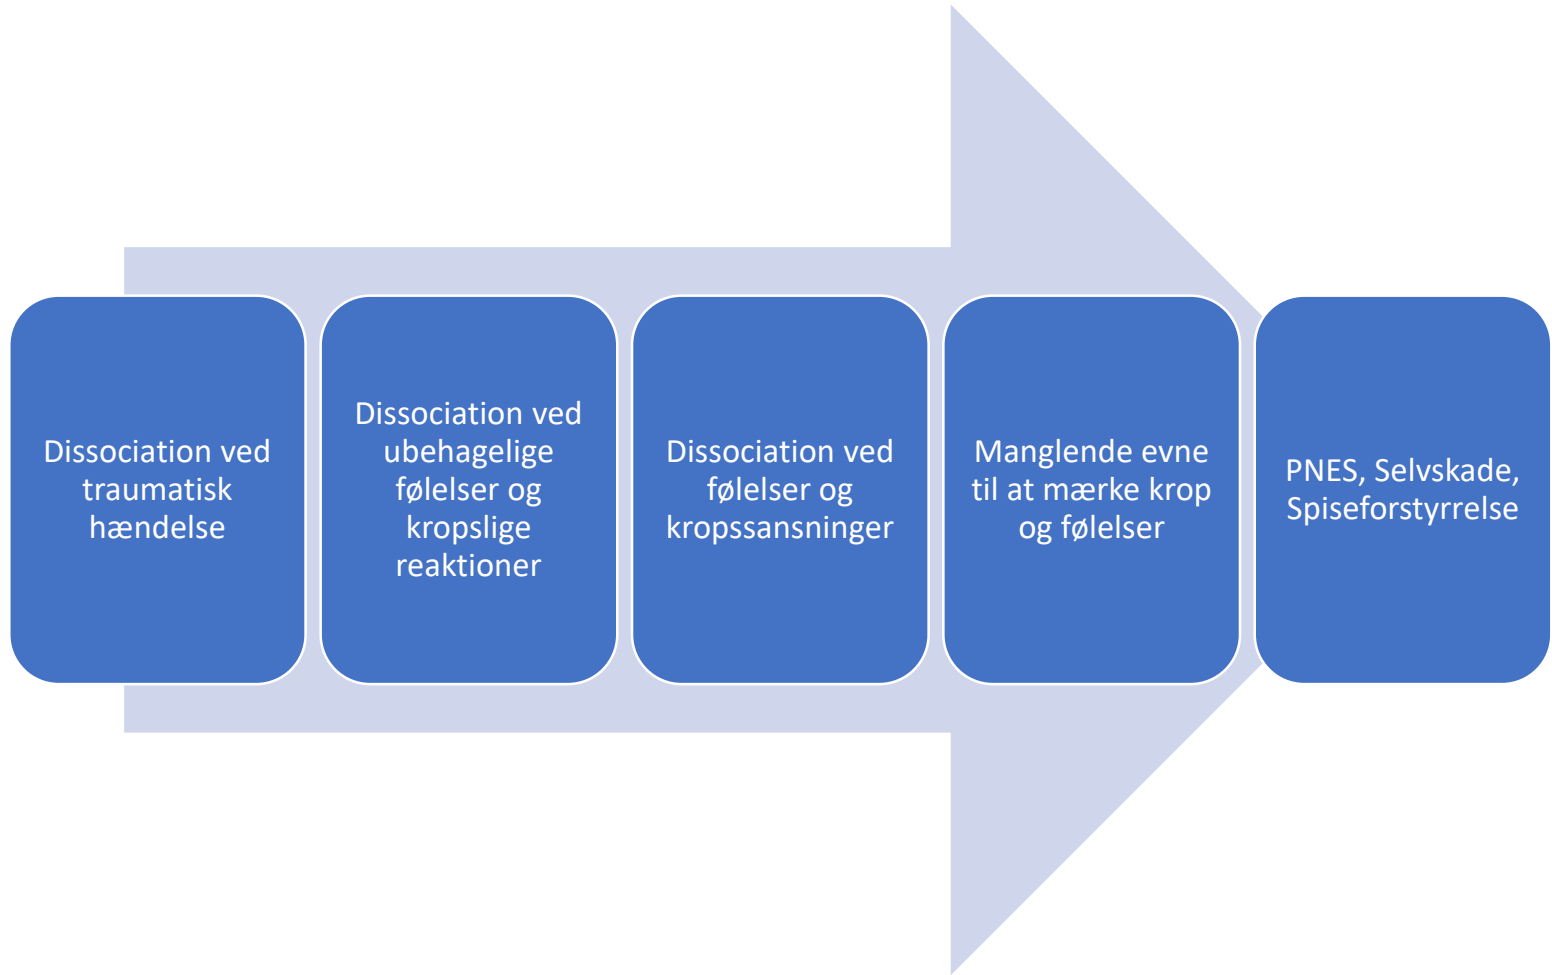 Dissociation ved
traumatisk
hændelse
Dissociation ved
ubehagelige
følelser og
kropslige
reaktioner
Dissociation ved
følelser og
kropssansninger
Manglende evne
til at mærke krop
og følelser
PNES, Selvskade,
Spiseforstyrrelse